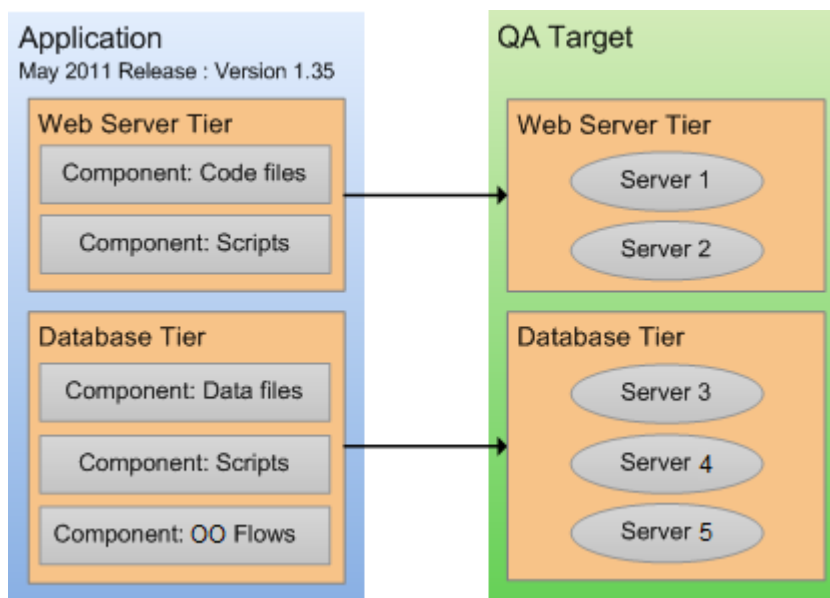 Application
May 2011 Release : Version 1.35
Web Server Tier
Component: Code files
Component: Scripts
Database Tier
Component: Data files
Component: Scripts
Component: OO Flows
QA Target
Web Server Tier
Server 1
Server 2
Database Tier
Server 3
Server 4
Server 5